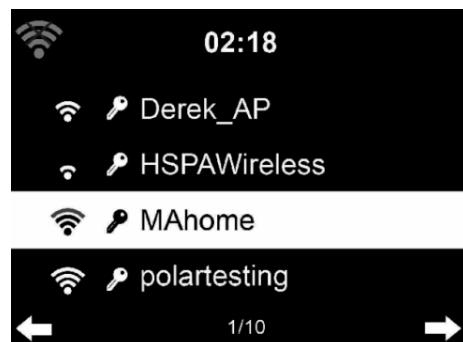 02:18
Derek_AP
HSPAWireless
MAhome
polartesting
1/10